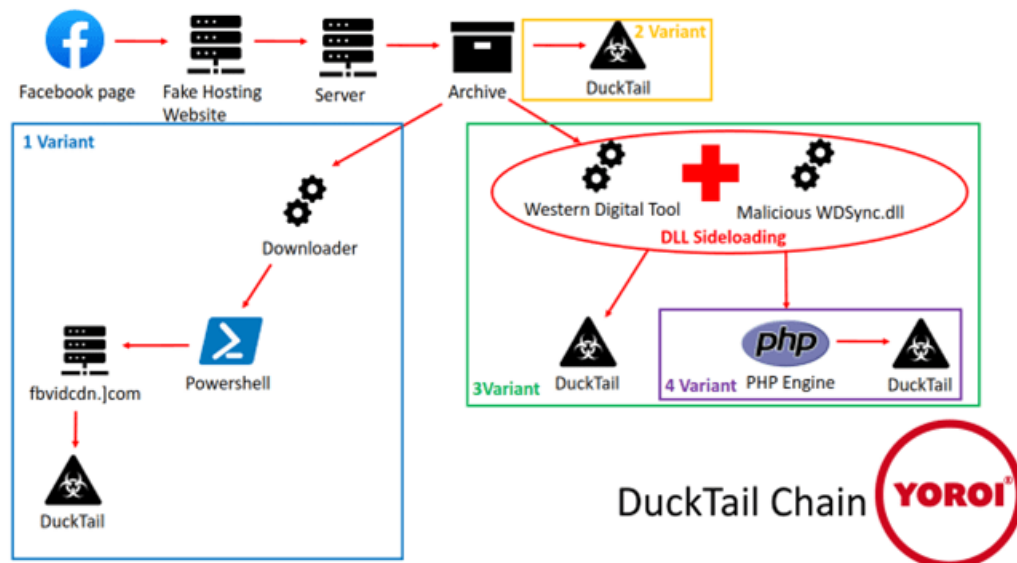 Facebook page
Fake Hosting
Website
Server
Archive
2 Variant
DuckTail
1 Variant
Downloader
Powershell
fbvidcdn.]com
DuckTail
Western Digital Tool
Malicious WDSync.dll
DLL Sideloading
DuckTail
3Variant
php
PHP Engine
4 Variant
DuckTail
DuckTail Chain
YOROI®